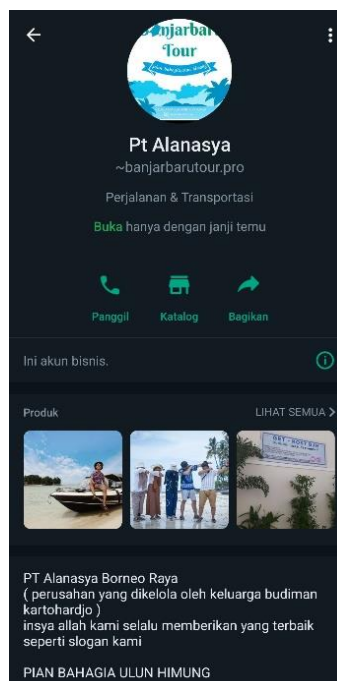 Banjarbaru
Tour
Pt Alanasya
~banjarbarutour.pro
Perjalanan & Transportasi
Buka hanya dengan janji temu
Panggil
Katalog
Bagikan
Ini akun bisnis.
Produk
LIHAT SEMUA >
PT Alanasya Borneo Raya
( perusahan yang dikelola oleh keluarga budiman
kartohardjo )
insya allah kami selalu memberikan yang terbaik
seperti slogan kami
PIAN BAHAGIA ULUN HIMUNG